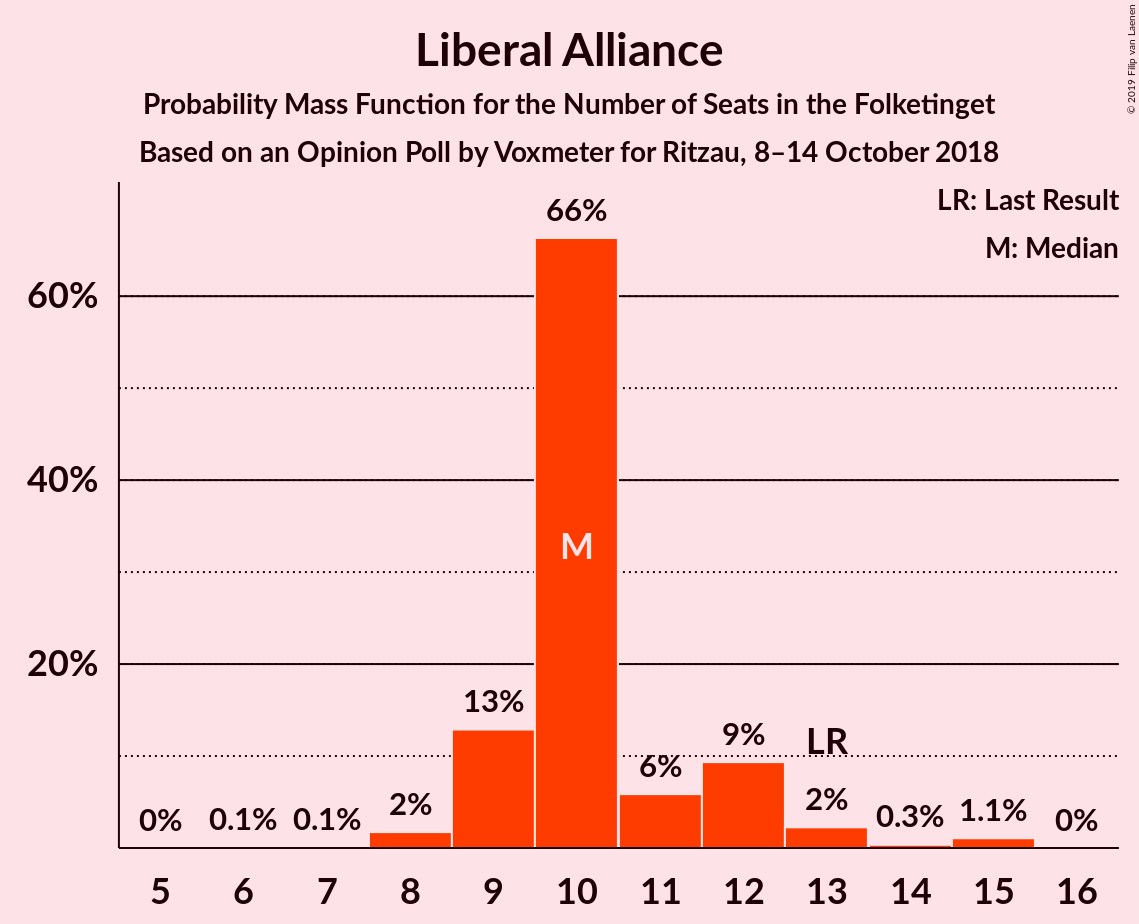 Liberal Alliance
Probability Mass Function for the Number of Seats in the Folketinget
Based on an Opinion Poll by Voxmeter for Ritzau, 8–14 October 2018
© 2019 Filip van Laenen
LR: Last Result
M: Median
60%
40%
20%
0%
0.1%
0.1%
2%
13%
66%
6%
9%
2%
0.3%
1.1%
0%
M
LR
5 6 7 8 9 10 11 12 13 14 15 16